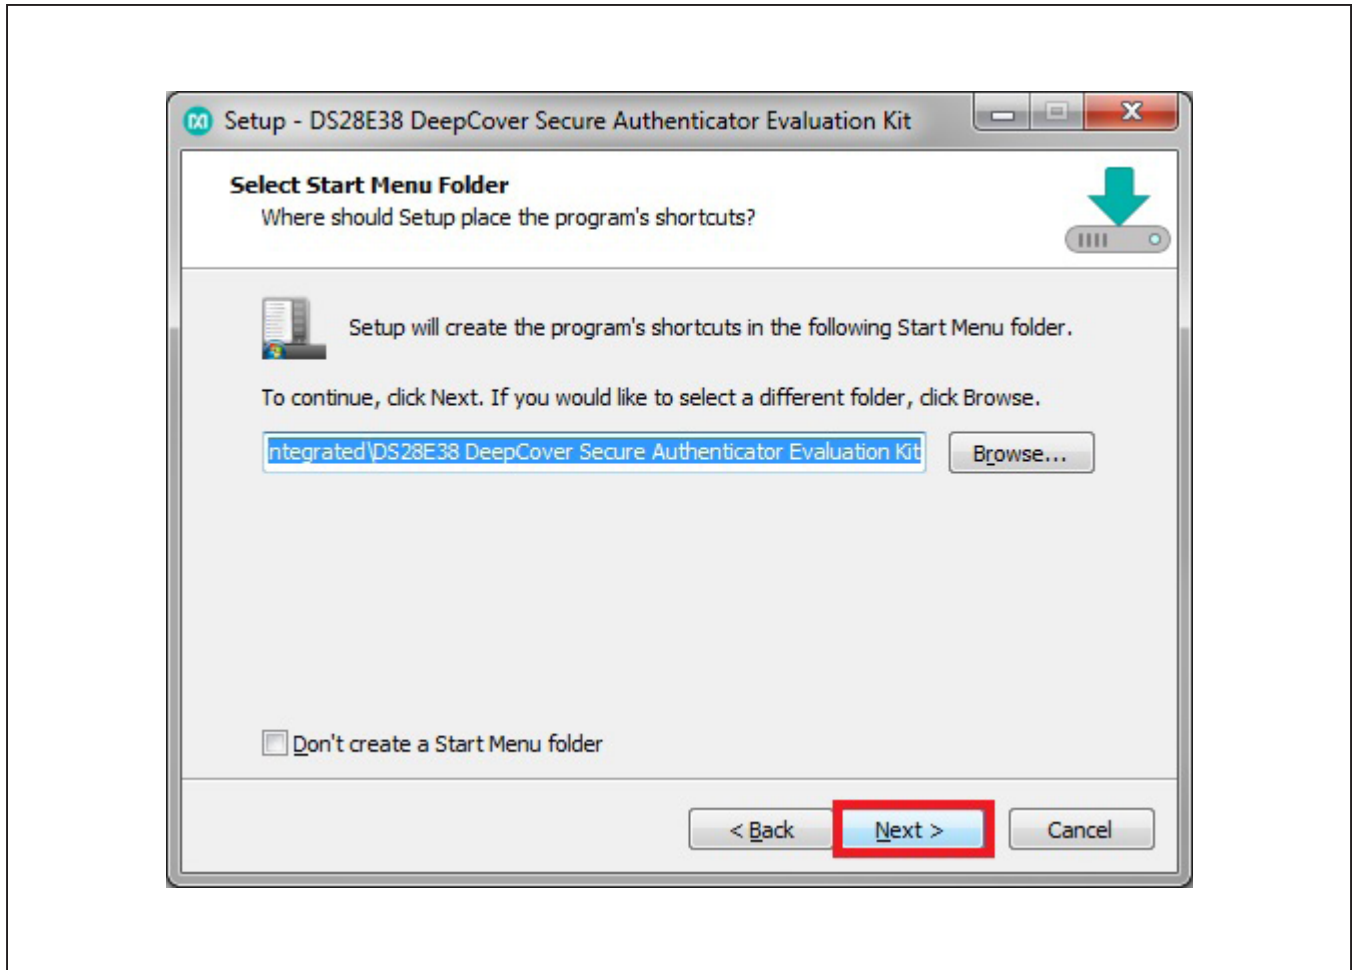 Setup - DS28E38 DeepCover Secure Authenticator Evaluation Kit
Select Start Menu Folder
Where should Setup place the program's shortcuts?
Setup will create the program's shortcuts in the following Start Menu folder.
To continue, click Next. If you would like to select a different folder, click Browse.
ntegrated\DS28E38 DeepCover Secure Authenticator Evaluation Kit
Browse...
Don't create a Start Menu folder
< Back Next > Cancel